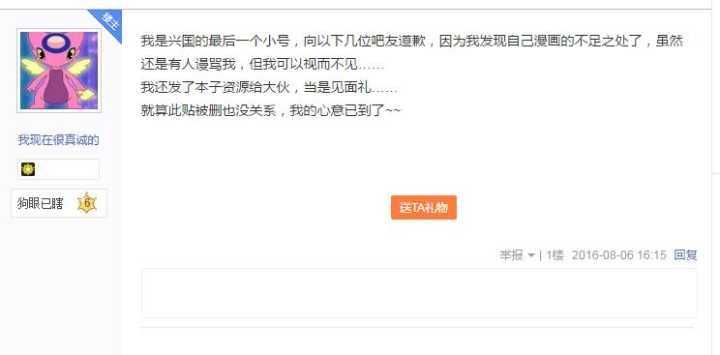 楼主
我现在很真诚的
狗眼已瞎 6
我是兴国的最后一个小号，向以下几位吧友道歉，因为我发现自己漫画的不足之处了，虽然
还是有人谩骂我，但我可以视而不见……
我还发了本子资源给大伙，当是见面礼……
就算此贴被删也没关系，我的心意已到了~~
送TA礼物
举报 | 1楼 2016-08-06 16:15 回复